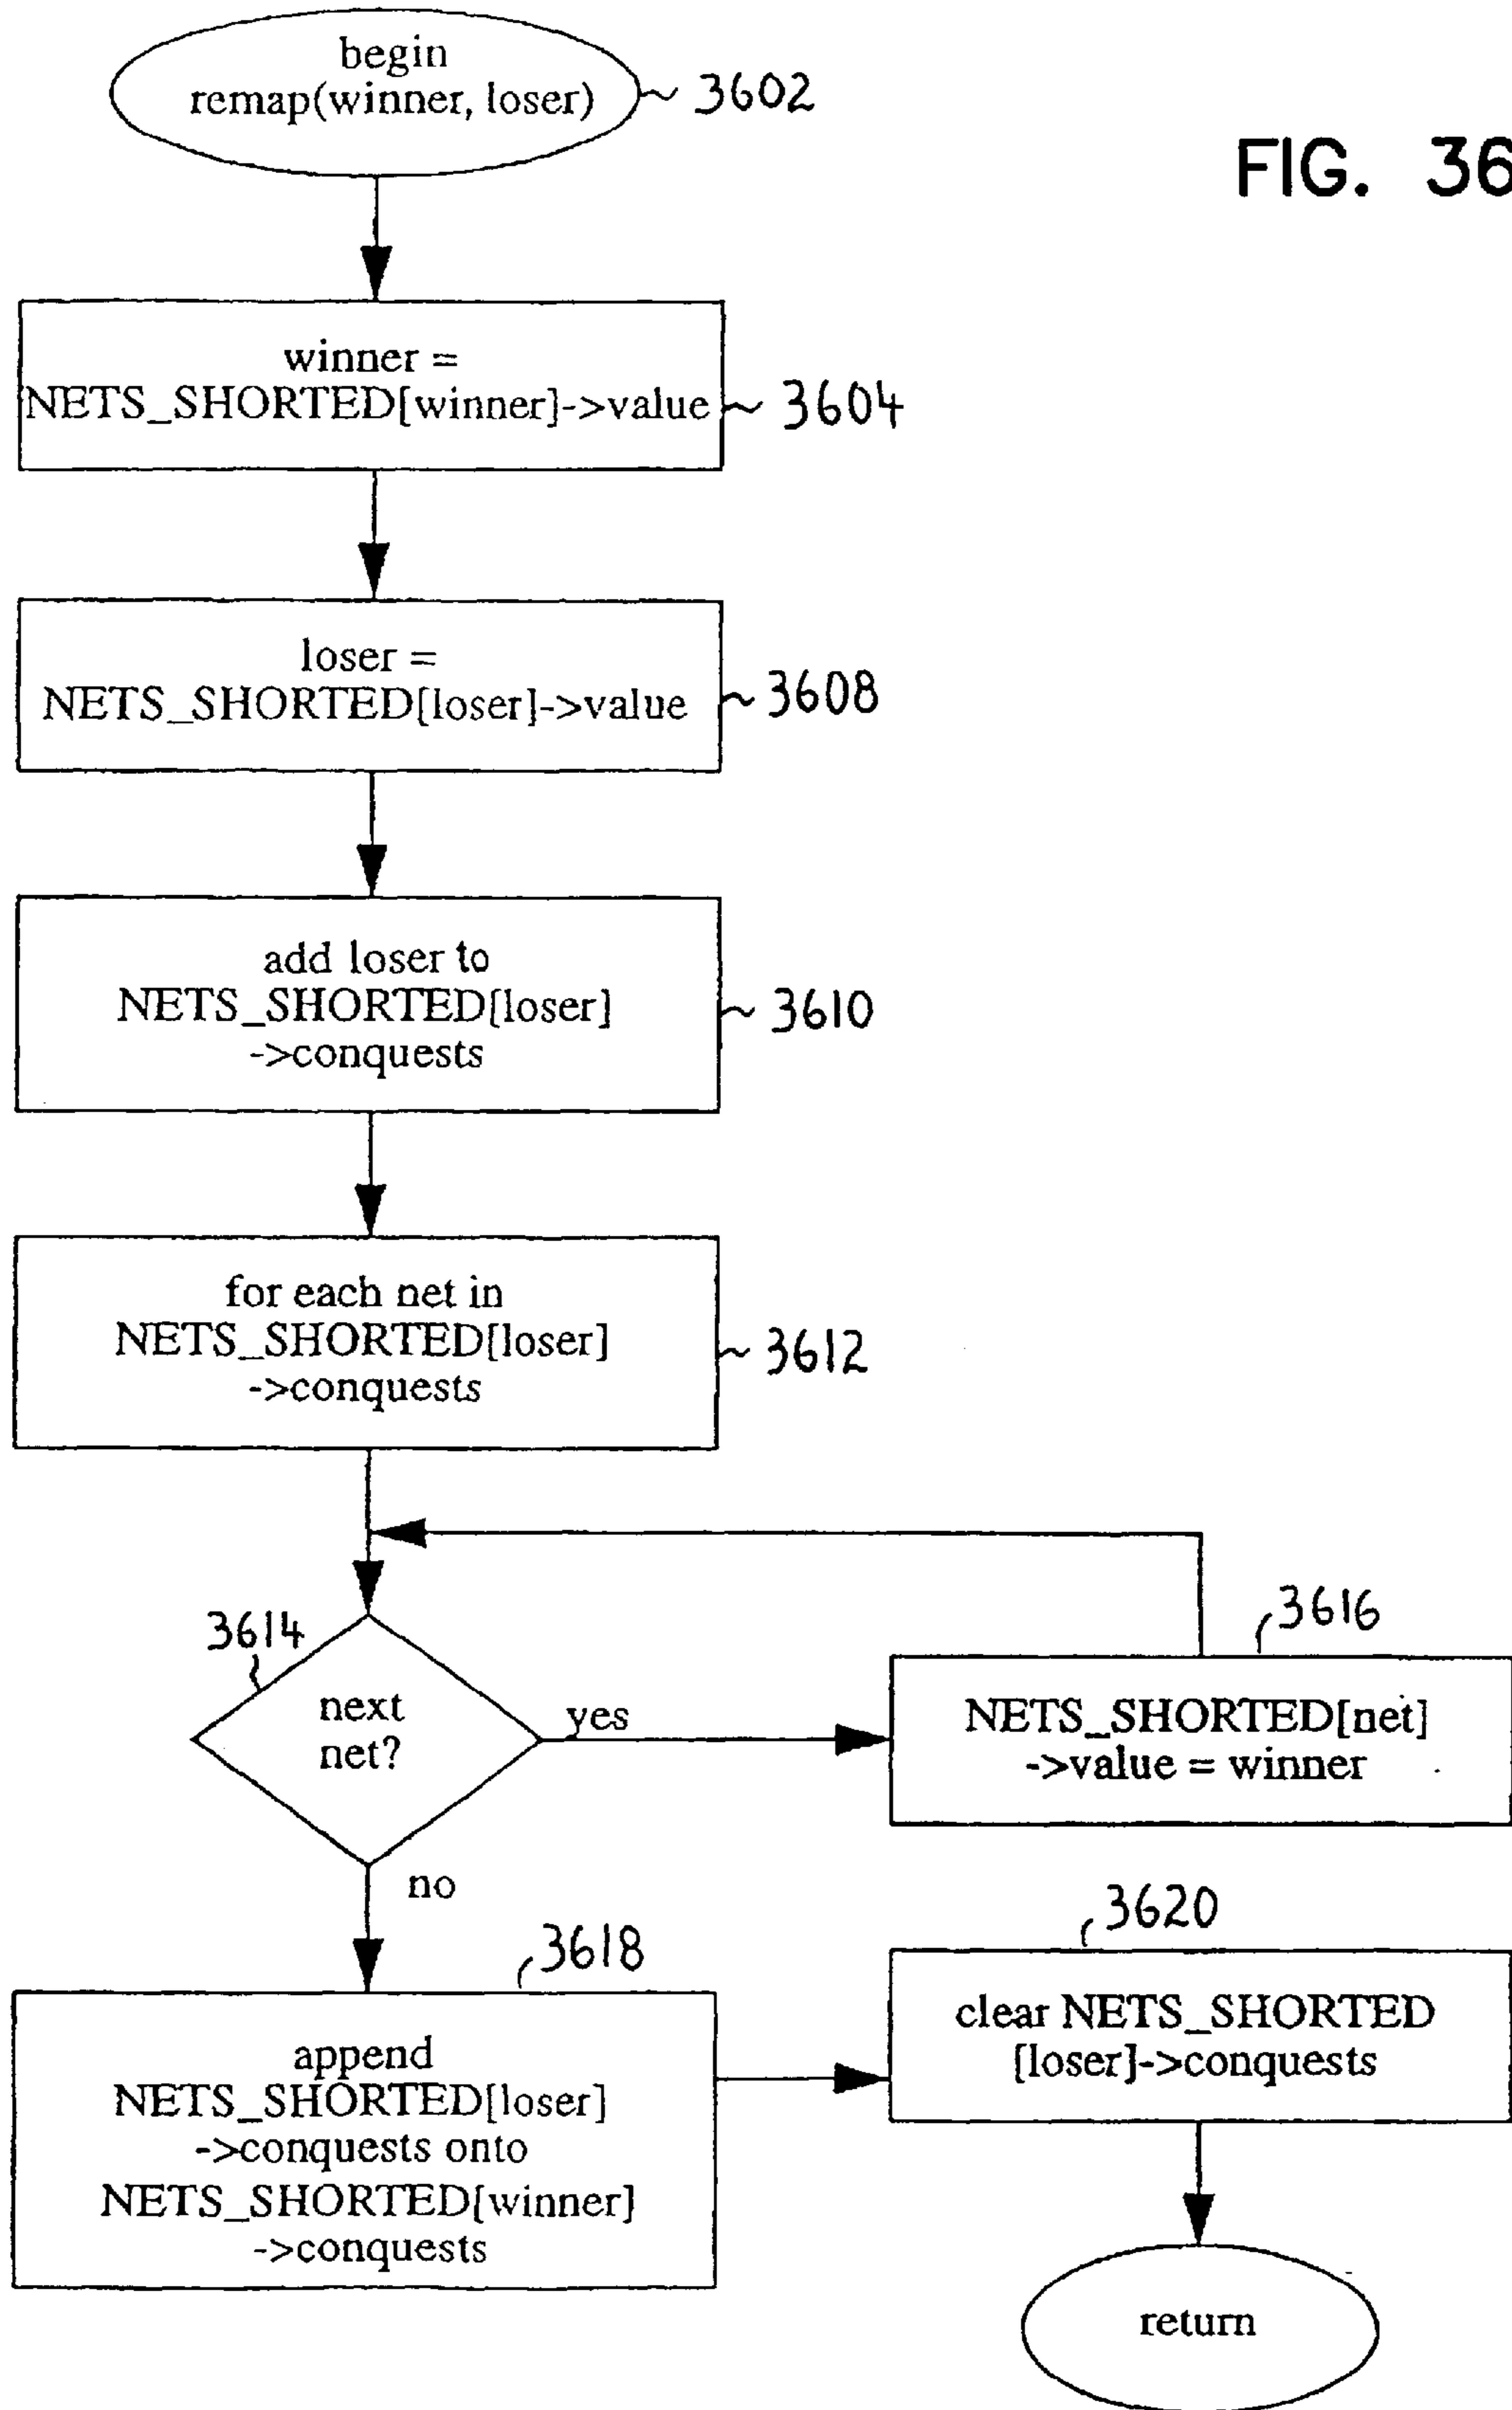 begin
remap(winner, loser)
3602
FIG. 36
winner =
NETS_SHORTED[winner]->value
3604
loser =
NETS_SHORTED[loser]->value
3608
add loser to
NETS_SHORTED[loser]
->conquests
3610
for each net in
NETS_SHORTED[loser]
->conquests
3612
3614
next
net?
yes
3616
NETS_SHORTED[net]
->value = winner
no
3618
append
NETS_SHORTED[loser]
->conquests onto
NETS_SHORTED[winner]
->conquests
3620
clear NETS_SHORTED
[loser]->conquests
return